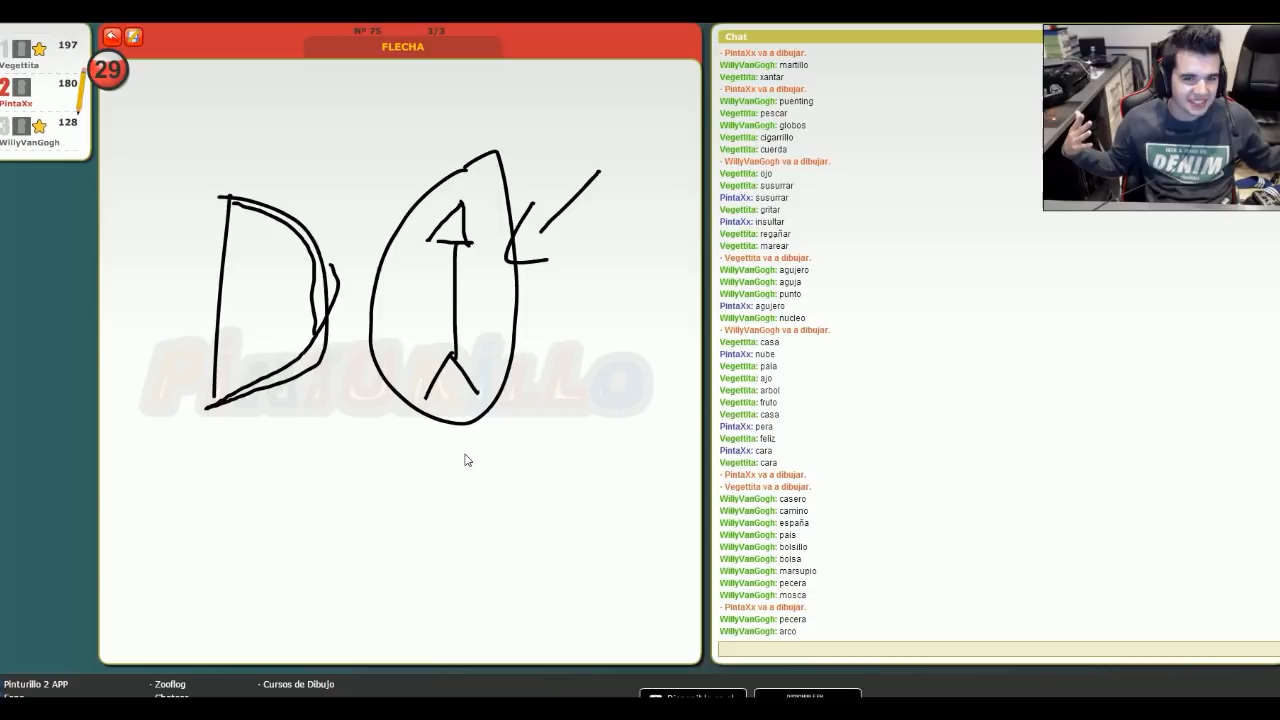 Nº 75 3/3
FLECHA
1 197
Vegettita
29
2 180
PintaXx
3 128
WillyVanGogh
Pinturillo
Chat
- PintaXx va a dibujar.
WillyVanGogh: martillo
Vegettita: xantar
- PintaXx va a dibujar.
WillyVanGogh: puenting
Vegettita: pescar
WillyVanGogh: globos
Vegettita: cigarrillo
Vegettita: cuerda
- WillyVanGogh va a dibujar.
Vegettita: ojo
Vegettita: susurrar
PintaXx: susurrar
Vegettita: gritar
PintaXx: insultar
Vegettita: regañar
Vegettita: marear
- Vegettita va a dibujar.
WillyVanGogh: agujero
WillyVanGogh: aguja
WillyVanGogh: punto
PintaXx: agujero
WillyVanGogh: nucleo
- WillyVanGogh va a dibujar.
Vegettita: casa
PintaXx: nube
Vegettita: pala
Vegettita: ajo
Vegettita: arbol
Vegettita: fruto
Vegettita: casa
PintaXx: pera
Vegettita: feliz
PintaXx: cara
Vegettita: cara
- PintaXx va a dibujar.
- Vegettita va a dibujar.
WillyVanGogh: casero
WillyVanGogh: camino
WillyVanGogh: españa
WillyVanGogh: pais
WillyVanGogh: bolsillo
WillyVanGogh: bolsa
WillyVanGogh: marsupio
WillyVanGogh: pecera
WillyVanGogh: mosca
- PintaXx va a dibujar.
WillyVanGogh: pecera
WillyVanGogh: arco
DENIM
Pinturillo 2 APP · Zooflog · Cursos de Dibujo